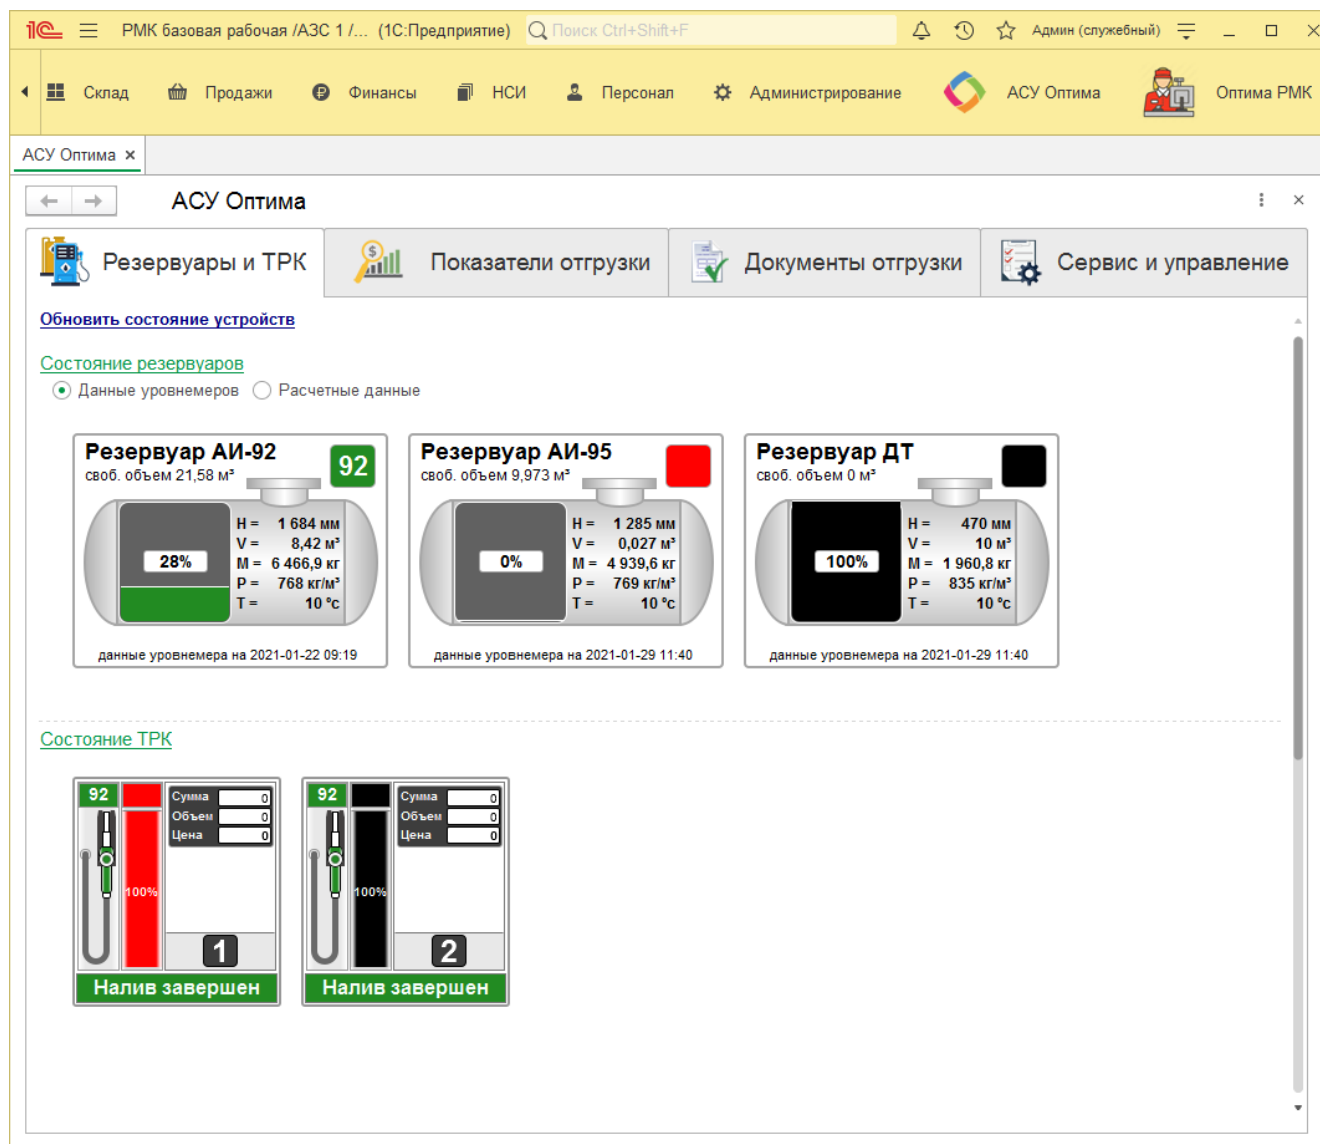 РМК базовая рабочая /АЗС 1 /... (1С:Предприятие) Поиск Ctrl+Shift+F Админ (служебный)
Склад Продажи Финансы НСИ Персонал Администрирование АСУ Оптима Оптима РМК
АСУ Оптима ×
АСУ Оптима
Резервуары и ТРК Показатели отгрузки Документы отгрузки Сервис и управление
Обновить состояние устройств
Состояние резервуаров
Данные уровнемеров Расчетные данные
Резервуар АИ-92
своб. объем 21,58 м³
92
28%
H = 1 684 мм
V = 8,42 м³
M = 6 466,9 кг
P = 768 кг/м³
T = 10 °c
данные уровнемера на 2021-01-22 09:19
Резервуар АИ-95
своб. объем 9,973 м³
0%
H = 1 285 мм
V = 0,027 м³
M = 4 939,6 кг
P = 769 кг/м³
T = 10 °c
данные уровнемера на 2021-01-29 11:40
Резервуар ДТ
своб. объем 0 м³
100%
H = 470 мм
V = 10 м³
M = 1 960,8 кг
P = 835 кг/м³
T = 10 °c
данные уровнемера на 2021-01-29 11:40
Состояние ТРК
92
100%
Сумма 0
Объем 0
Цена 0
1
Налив завершен
92
100%
Сумма 0
Объем 0
Цена 0
2
Налив завершен